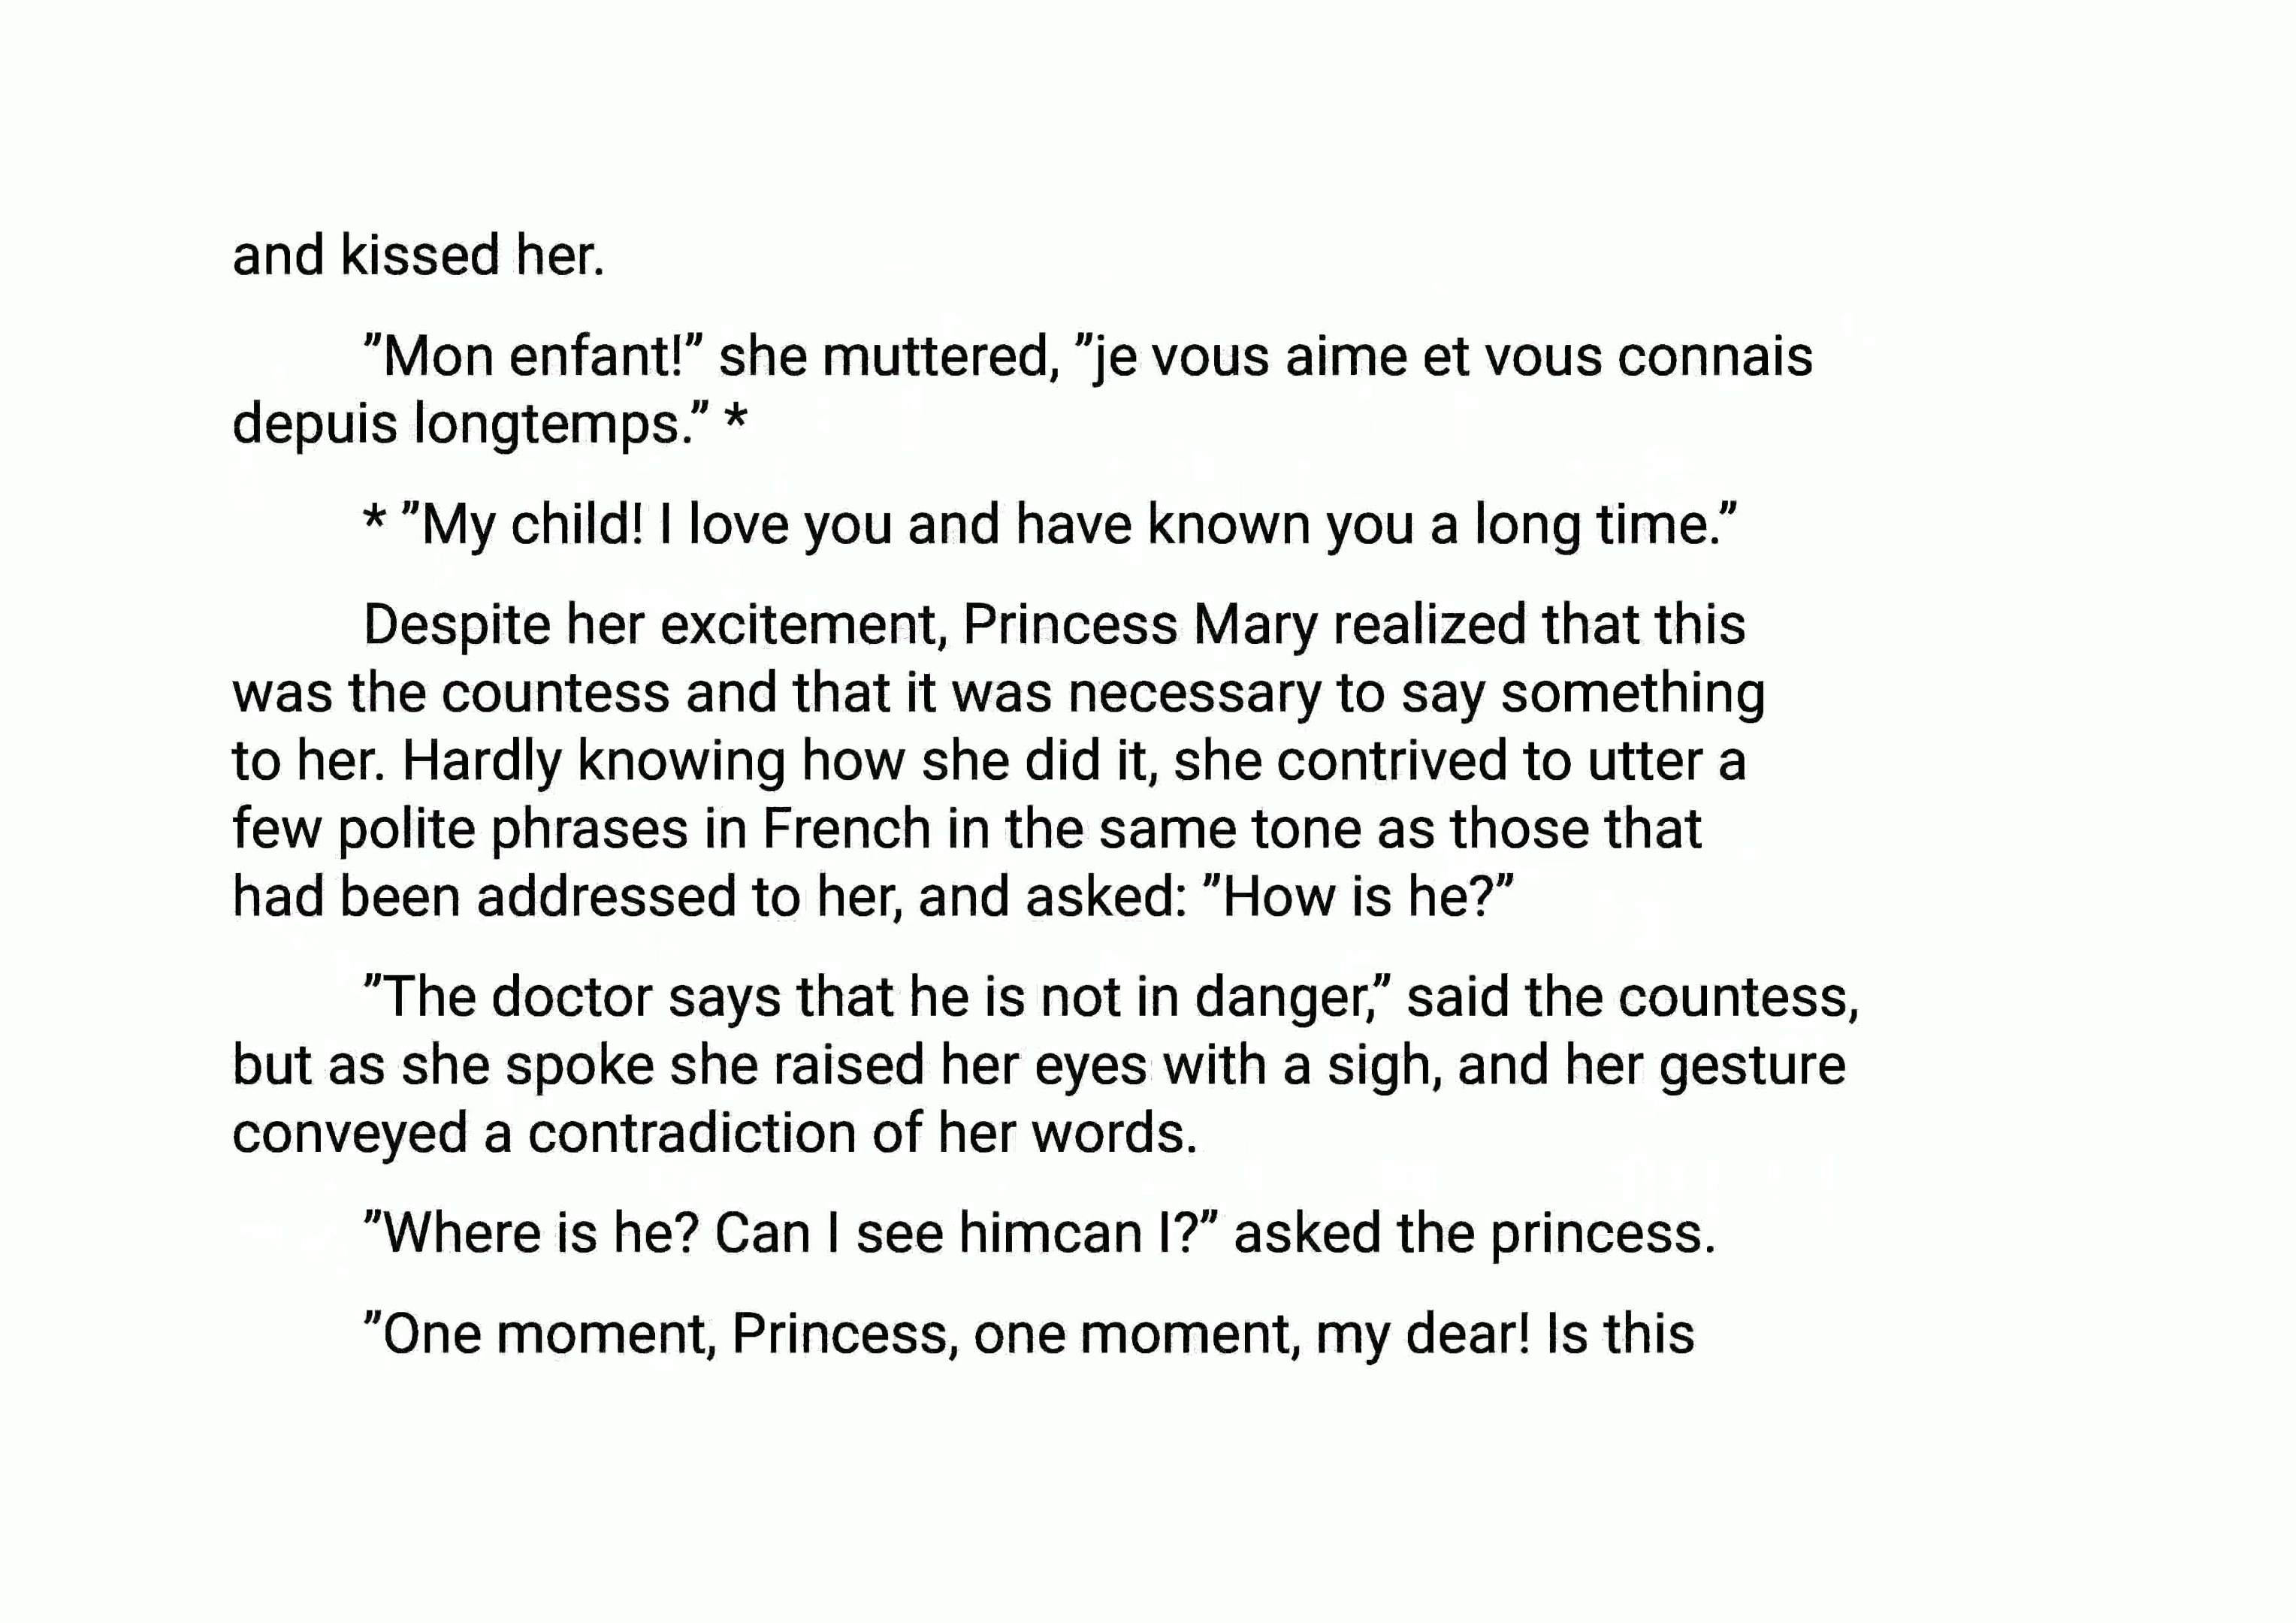 and kissed her.
”Mon enfant!” she muttered, ”je vous aime et vous connais
depuis longtemps.” *
* ”My child! I love you and have known you a long time.”
Despite her excitement, Princess Mary realized that this
was the countess and that it was necessary to say something
to her. Hardly knowing how she did it, she contrived to utter a
few polite phrases in French in the same tone as those that
had been addressed to her, and asked: ”How is he?”
”The doctor says that he is not in danger,” said the countess,
but as she spoke she raised her eyes with a sigh, and her gesture
conveyed a contradiction of her words.
”Where is he? Can I see himcan I?” asked the princess.
”One moment, Princess, one moment, my dear! Is this